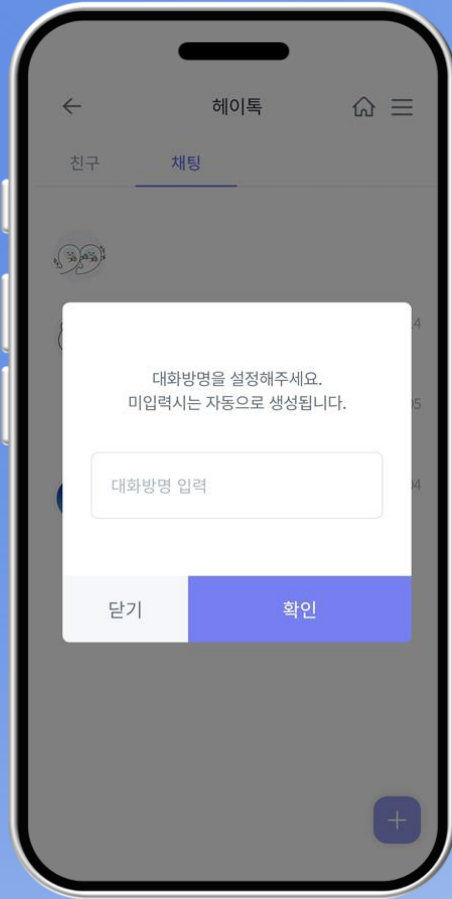 헤이톡
친구 채팅
대화방명을 설정해주세요.
미입력시는 자동으로 생성됩니다.
대화방명 입력
닫기 확인